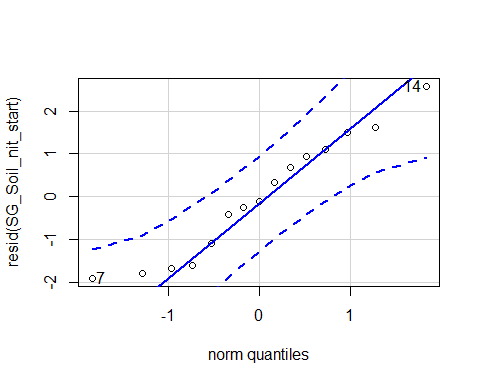 14
7
2
1
0
-1
-2
resid(SG_Soil_nit_start)
-1 0 1
norm quantiles